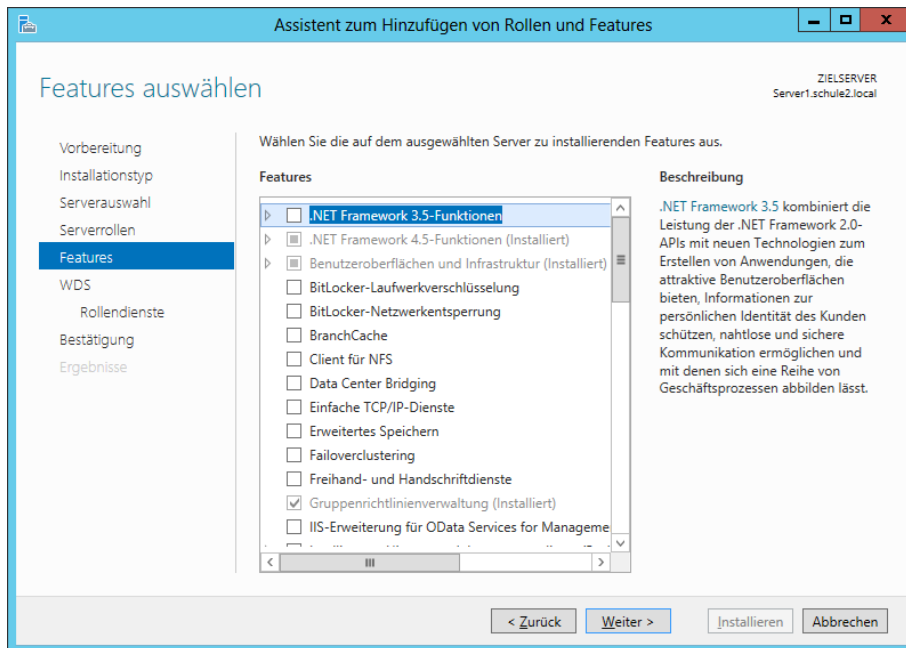 Assistent zum Hinzufügen von Rollen und Features
Features auswählen
ZIELSERVER
Server1.schule2.local
Vorbereitung
Installationstyp
Serverauswahl
Serverrollen
Features
WDS
Rollendienste
Bestätigung
Ergebnisse
Wählen Sie die auf dem ausgewählten Server zu installierenden Features aus.
Features
.NET Framework 3.5-Funktionen
.NET Framework 4.5-Funktionen (Installiert)
Benutzeroberflächen und Infrastruktur (Installiert)
BitLocker-Laufwerkverschlüsselung
BitLocker-Netzwerkentsperrung
BranchCache
Client für NFS
Data Center Bridging
Einfache TCP/IP-Dienste
Erweitertes Speichern
Failoverclustering
Freihand- und Handschriftdienste
Gruppenrichtlinienverwaltung (Installiert)
IIS-Erweiterung für OData Services for Manageme
Beschreibung
.NET Framework 3.5 kombiniert die
Leistung der .NET Framework 2.0-
APIs mit neuen Technologien zum
Erstellen von Anwendungen, die
attraktive Benutzeroberflächen
bieten, Informationen zur
persönlichen Identität des Kunden
schützen, nahtlose und sichere
Kommunikation ermöglichen und
mit denen sich eine Reihe von
Geschäftsprozessen abbilden lässt.
< Zurück
Weiter >
Installieren
Abbrechen